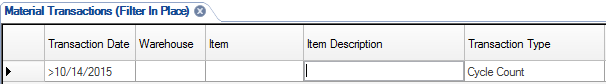 Material Transactions (Filter In Place)
Transaction Date Warehouse Item Item Description Transaction Type
>10/14/2015 Cycle Count